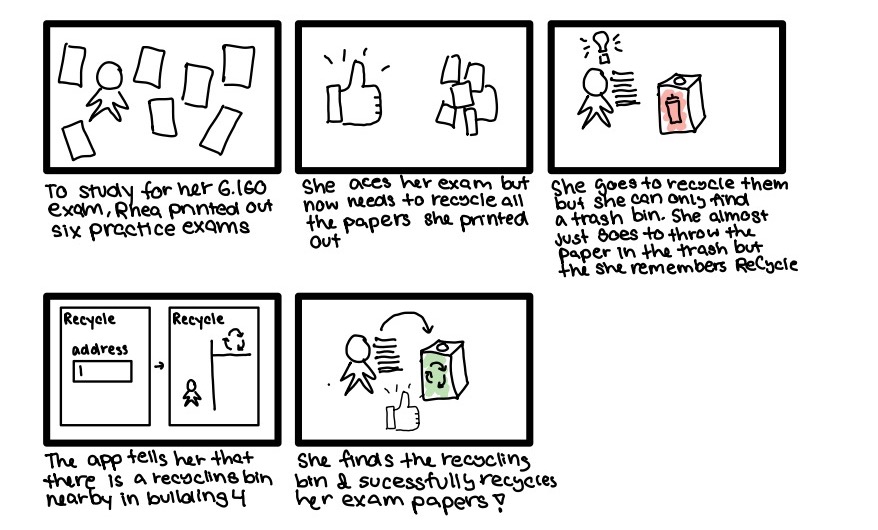 To study for her 6.160
exam, Rhea printed out
six practice exams
She aces her exam but
now needs to recycle all
the papers she printed
out
She goes to recycle them
but she can only find
a trash bin. She almost
just goes to throw the
paper in the trash but
the she remembers ReCycle
Recycle
address
Recycle
The app tells her that
there is a recycling bin
nearby in building 4
She finds the recycling
bin & sucessfully recycles
her exam papers!